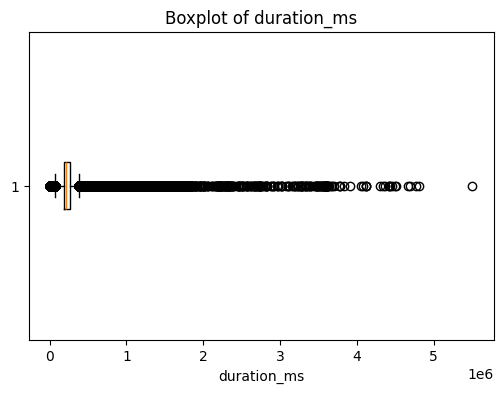 Boxplot of duration_ms
1
0 1 2 3 4 5
1e6
duration_ms